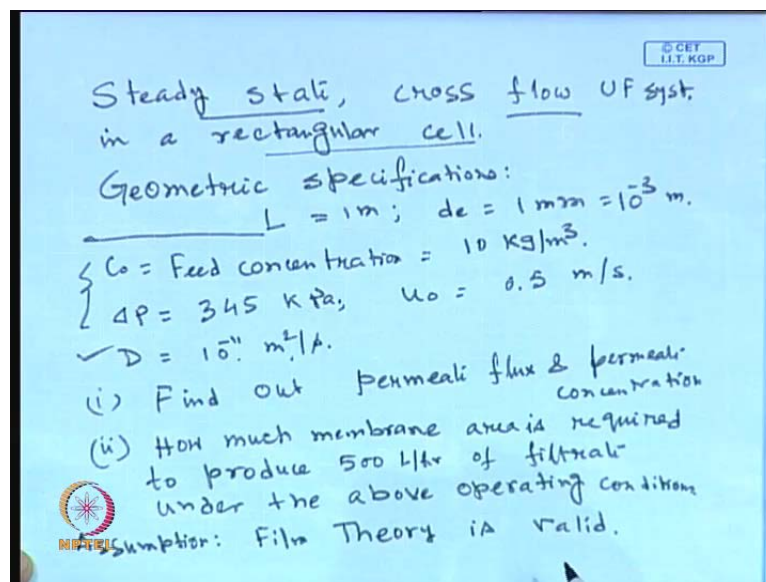 © CET
I.I.T. KGP
Steady state, cross flow UF syst.
in a rectangular cell.
Geometric specifications:
L = 1m; de = 1 mm = 10⁻³ m.
C₀ = Feed concentration = 10 kg/m³.
ΔP = 345 K Pa, u₀ = 0.5 m/s.
✓ D = 10⁻¹¹ m²/s.
(i) Find out permeate flux & permeate
concentration
(ii) How much membrane area is required
to produce 500 L/hr of filtrate
under the above operating conditions
Assumption: Film Theory is valid.
NPTEL